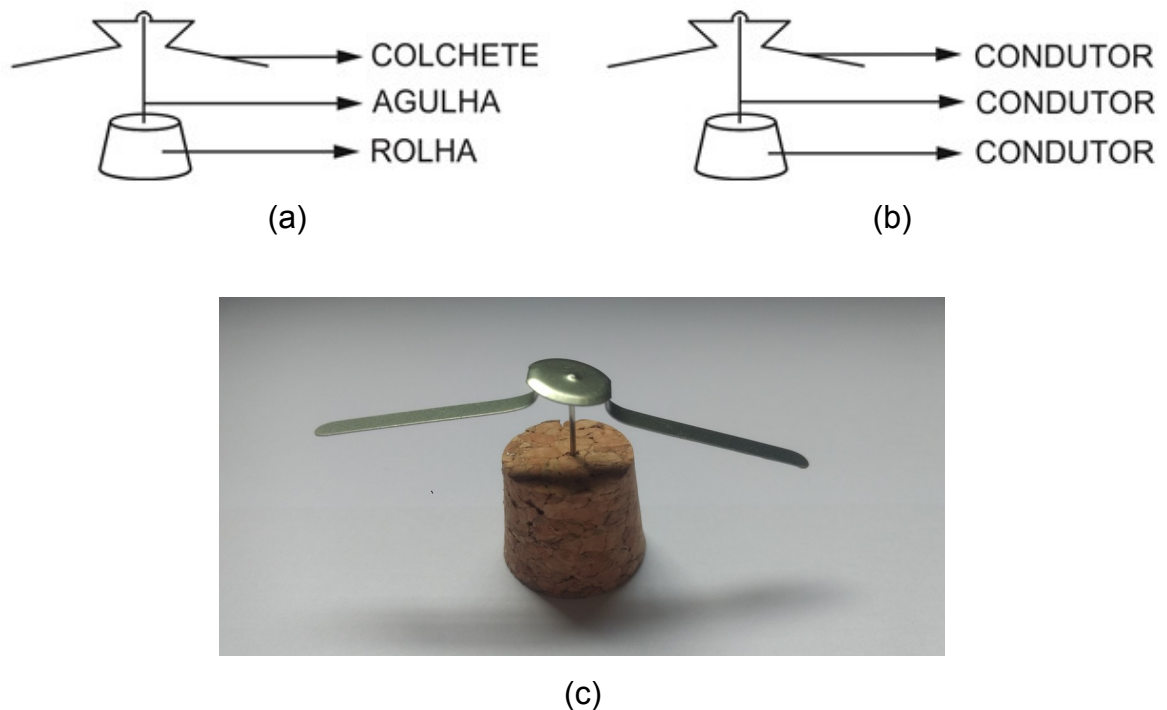 COLCHETE
AGULHA
ROLHA
(a)
CONDUTOR
CONDUTOR
CONDUTOR
(b)
(c)